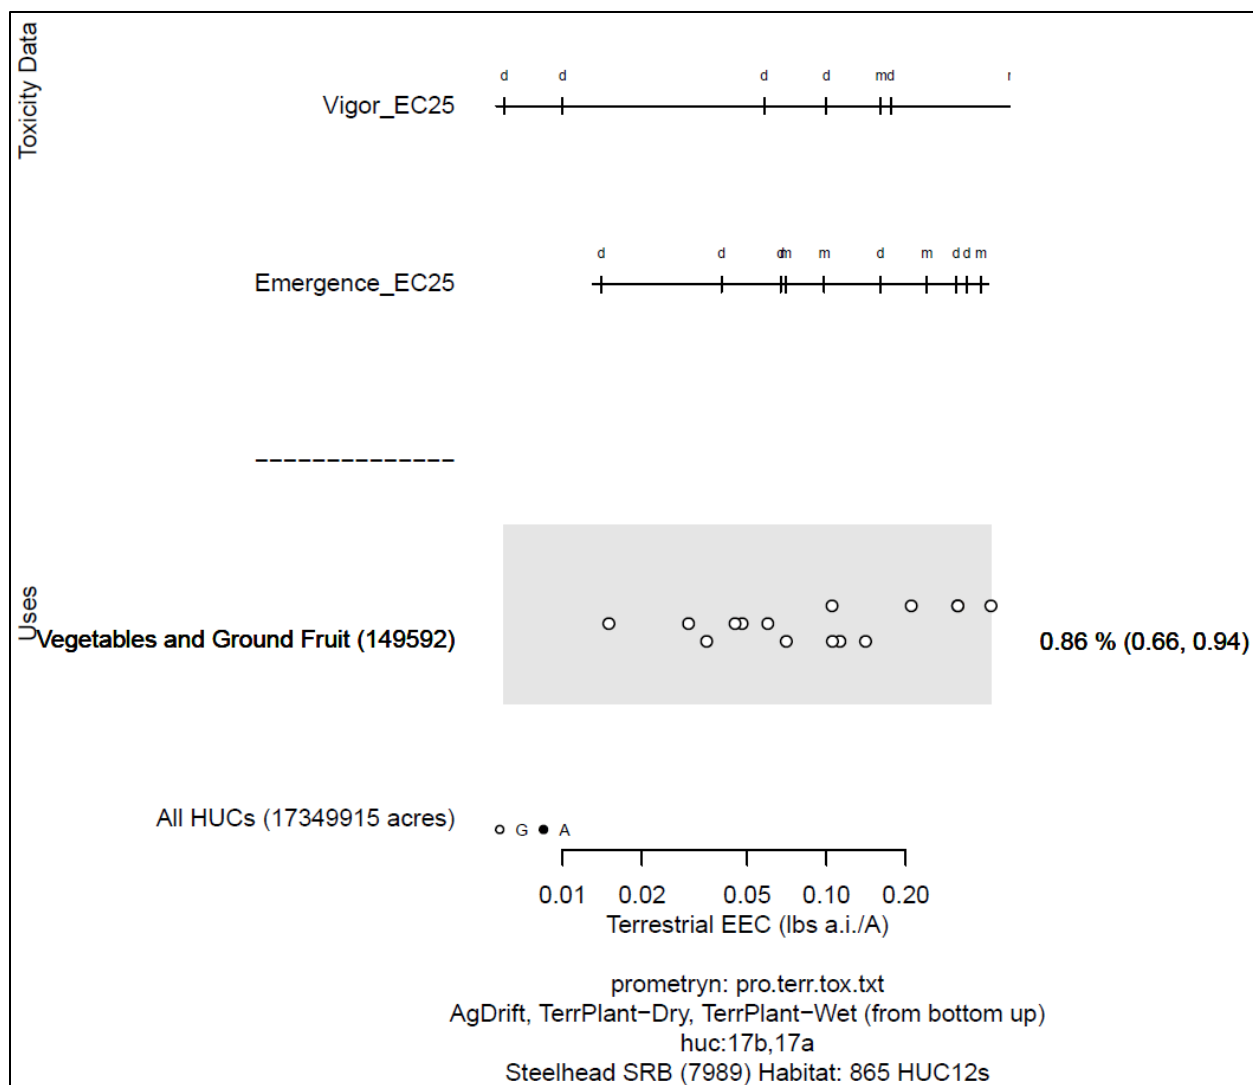 Toxicity Data
d d d d m d
Vigor_EC25
d d d m m d m d d m
Emergence_EC25
--------------
Uses
Vegetables and Ground Fruit (149592)
0.86 % (0.66, 0.94)
All HUCs (17349915 acres)
G A
0.01 0.02 0.05 0.10 0.20
Terrestrial EEC (lbs a.i./A)
prometryn: pro.terr.tox.txt
AgDrift, TerrPlant−Dry, TerrPlant−Wet (from bottom up)
huc:17b,17a
Steelhead SRB (7989) Habitat: 865 HUC12s